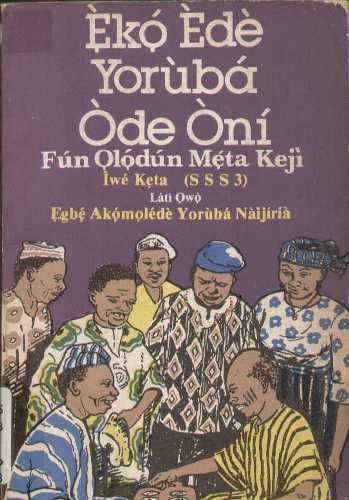 Ẹ̀kọ́ Èdè
Yorùbá
Òde Òní
Fún Ọlọ́dún Mẹ́ta Kejì
Ìwé Kẹta (S S S 3)
Láti Ọwọ́
Ẹgbẹ́ Akọ́mọlédè Yorùbá Nàìjíríà